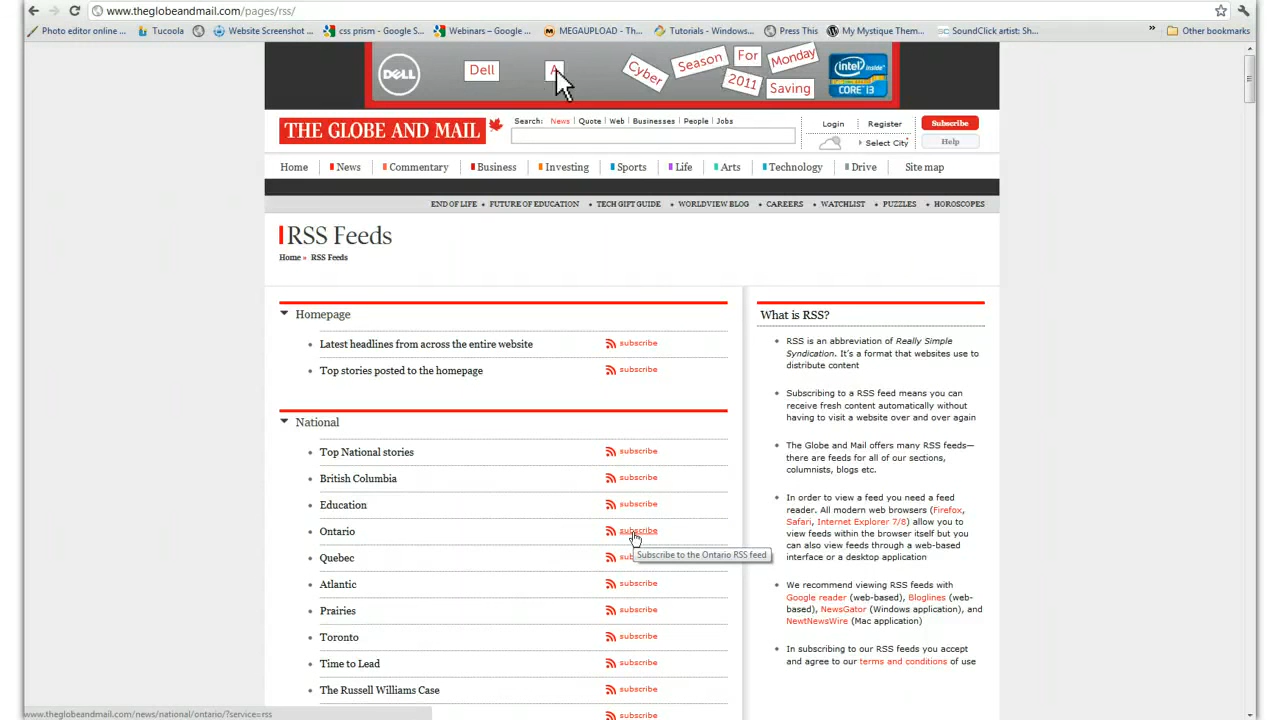 www.theglobeandmail.com/pages/rss/
Photo editor online ... Tucoola Website Screenshot ... css prism - Google S... Webinars - Google ... MEGAUPLOAD - Th... Tutorials - Windows... Press This My Mystique Them... SoundClick artist: Sh... » Other bookmarks
DELL Dell A Cyber Season For Monday 2011 Saving intel inside CORE i3
THE GLOBE AND MAIL Search: News Quote Web Businesses People Jobs Login Register Subscribe
Select City Help
Home News Commentary Business Investing Sports Life Arts Technology Drive Site map
END OF LIFE • FUTURE OF EDUCATION • TECH GIFT GUIDE • WORLDVIEW BLOG • CAREERS • WATCHLIST • PUZZLES • HOROSCOPES
RSS Feeds
Home » RSS Feeds
Homepage
Latest headlines from across the entire website subscribe
Top stories posted to the homepage subscribe
National
Top National stories subscribe
British Columbia subscribe
Education subscribe
Ontario subscribe
Subscribe to the Ontario RSS feed
Quebec
Atlantic subscribe
Prairies subscribe
Toronto subscribe
Time to Lead subscribe
The Russell Williams Case subscribe
subscribe
What is RSS?
RSS is an abbreviation of Really Simple
Syndication. It's a format that websites use to
distribute content
Subscribing to a RSS feed means you can
receive fresh content automatically without
having to visit a website over and over again
The Globe and Mail offers many RSS feeds—
there are feeds for all of our sections,
columnists, blogs etc.
In order to view a feed you need a feed
reader. All modern web browsers (Firefox,
Safari, Internet Explorer 7/8) allow you to
view feeds within the browser itself but you
can also view feeds through a web-based
interface or a desktop application
We recommend viewing RSS feeds with
Google reader (web-based), Bloglines (web-
based), NewsGator (Windows application), and
NewtNewsWire (Mac application)
In subscribing to our RSS feeds you accept
and agree to our terms and conditions of use
www.theglobeandmail.com/news/national/ontario/?service=rss